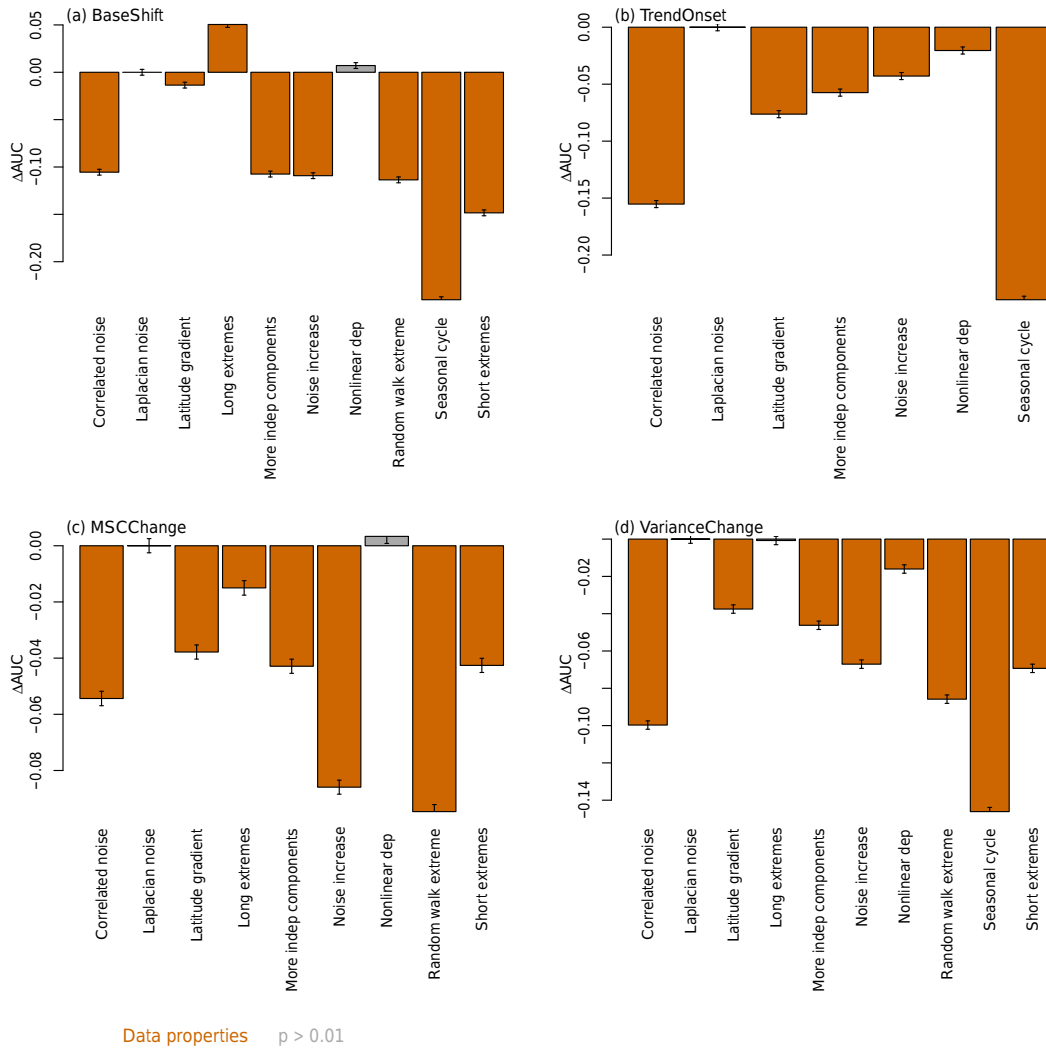 (a) BaseShift
ΔAUC
0.05
0.00
−0.10
−0.20
Correlated noise
Laplacian noise
Latitude gradient
Long extremes
More indep components
Noise increase
Nonlinear dep
Random walk extreme
Seasonal cycle
Short extremes
(b) TrendOnset
ΔAUC
0.00
−0.05
−0.10
−0.15
−0.20
Correlated noise
Laplacian noise
Latitude gradient
More indep components
Noise increase
Nonlinear dep
Seasonal cycle
(c) MSCChange
ΔAUC
0.00
−0.02
−0.04
−0.06
−0.08
Correlated noise
Laplacian noise
Latitude gradient
Long extremes
More indep components
Noise increase
Nonlinear dep
Random walk extreme
Short extremes
(d) VarianceChange
ΔAUC
−0.02
−0.06
−0.10
−0.14
Correlated noise
Laplacian noise
Latitude gradient
Long extremes
More indep components
Noise increase
Nonlinear dep
Random walk extreme
Seasonal cycle
Short extremes
Data properties p > 0.01